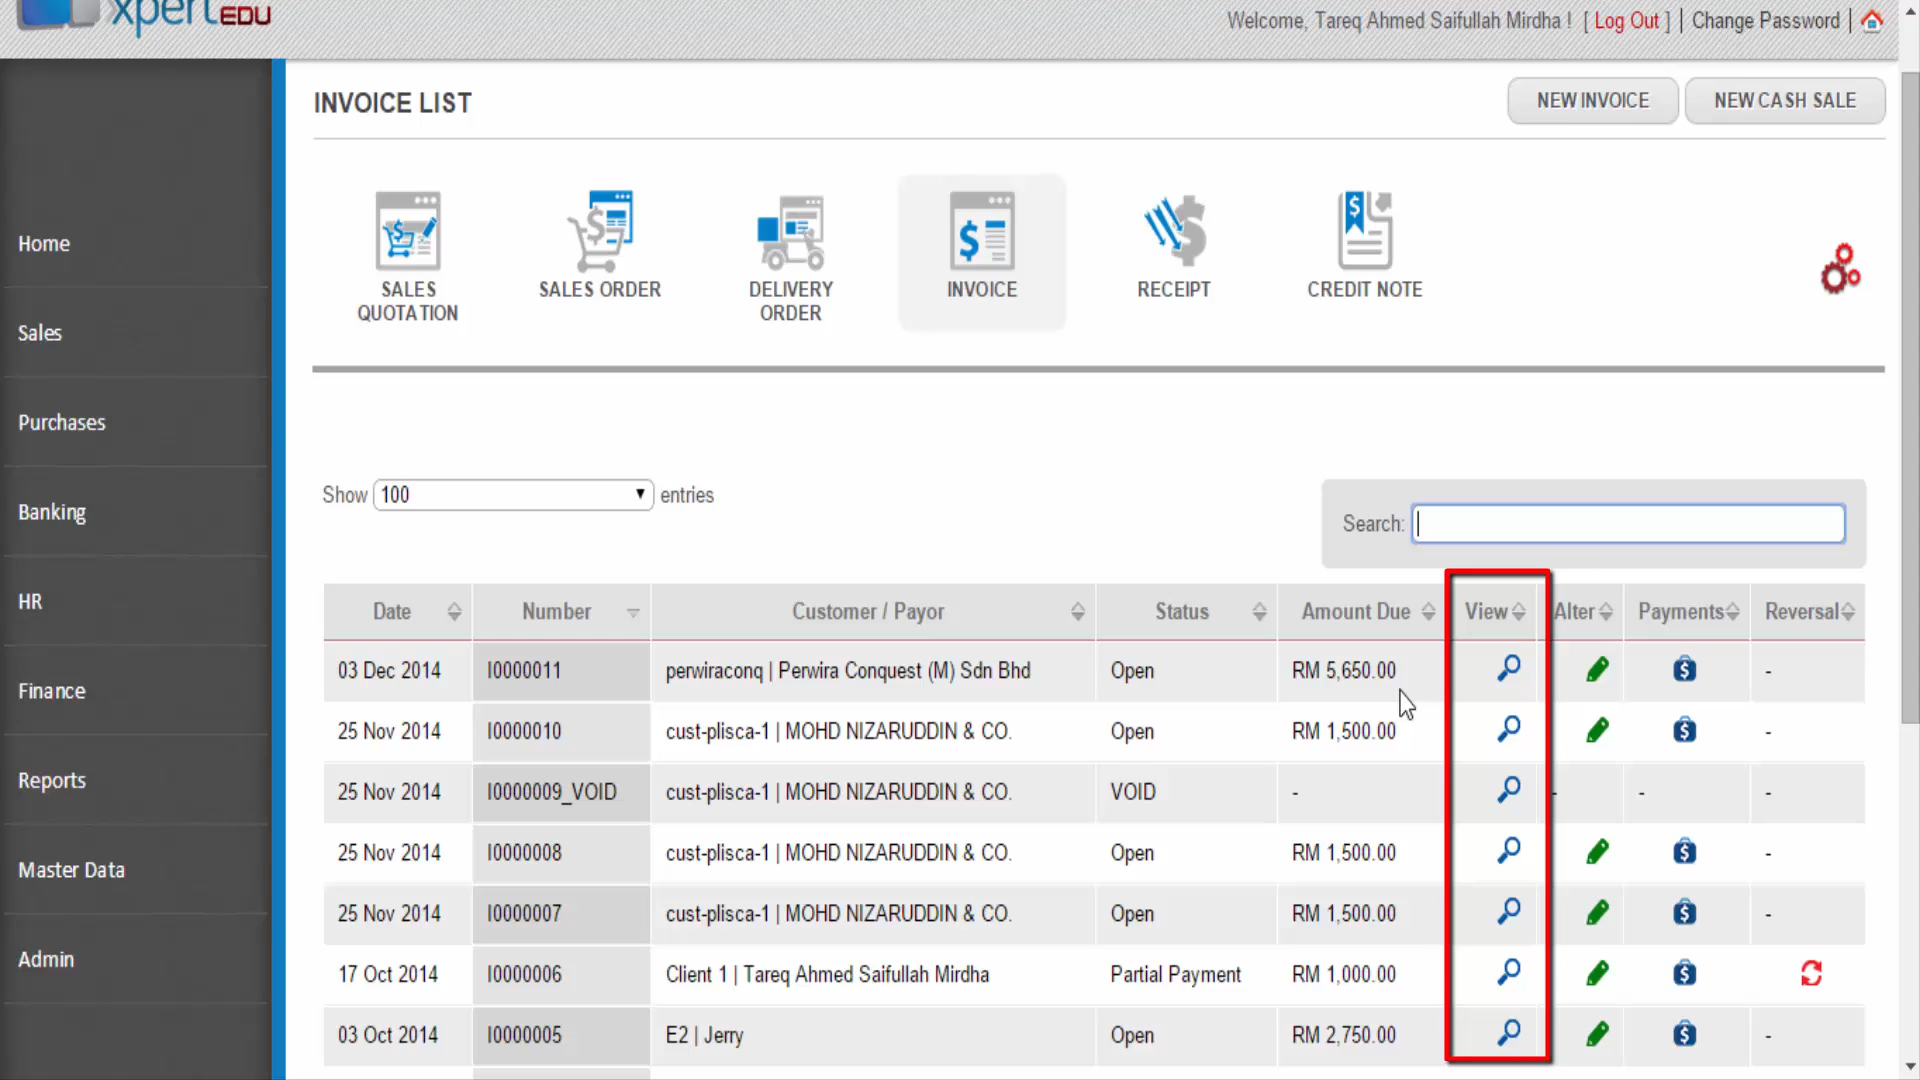 xpertEDU
Welcome, Tareq Ahmed Saifullah Mirdha ! [ Log Out ] | Change Password |
INVOICE LIST
NEW INVOICE
NEW CASH SALE
Home
Sales
Purchases
Banking
HR
Finance
Reports
Master Data
Admin
SALES
QUOTATION
SALES ORDER
DELIVERY
ORDER
INVOICE
RECEIPT
CREDIT NOTE
Show 100 entries
Search:
Date Number Customer / Payor Status Amount Due View Alter Payments Reversal
03 Dec 2014 I0000011 perwiraconq | Perwira Conquest (M) Sdn Bhd Open RM 5,650.00 -
25 Nov 2014 I0000010 cust-plisca-1 | MOHD NIZARUDDIN & CO. Open RM 1,500.00 -
25 Nov 2014 I0000009_VOID cust-plisca-1 | MOHD NIZARUDDIN & CO. VOID - - - -
25 Nov 2014 I0000008 cust-plisca-1 | MOHD NIZARUDDIN & CO. Open RM 1,500.00 -
25 Nov 2014 I0000007 cust-plisca-1 | MOHD NIZARUDDIN & CO. Open RM 1,500.00 -
17 Oct 2014 I0000006 Client 1 | Tareq Ahmed Saifullah Mirdha Partial Payment RM 1,000.00
03 Oct 2014 I0000005 E2 | Jerry Open RM 2,750.00 -